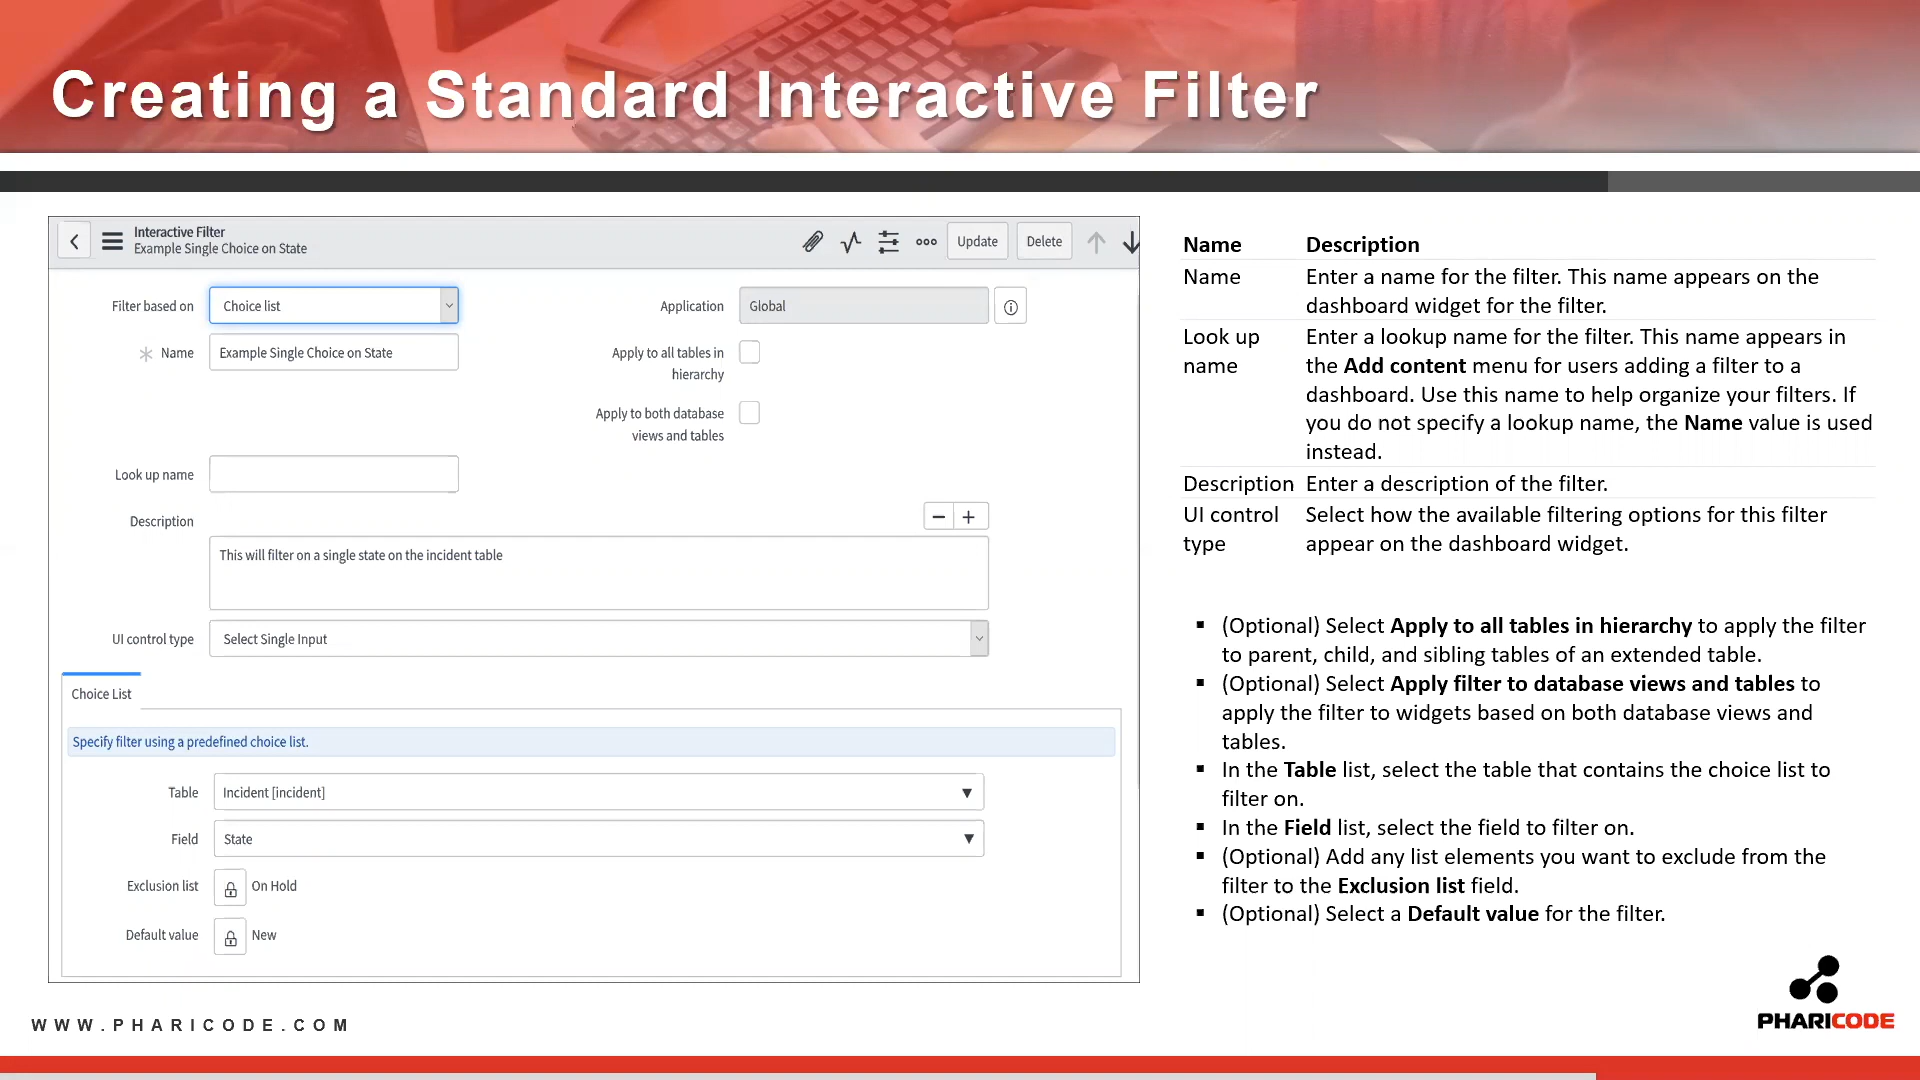 Creating a Standard Interactive Filter
Interactive Filter
Example Single Choice on State
Update
Delete
Filter based on
Choice list
Application
Global
Name
Example Single Choice on State
Apply to all tables in
hierarchy
Apply to both database
views and tables
Look up name
Description
This will filter on a single state on the incident table
UI control type
Select Single Input
Choice List
Specify filter using a predefined choice list.
Table
Incident [incident]
Field
State
Exclusion list
On Hold
Default value
New
Name Description
Name Enter a name for the filter. This name appears on the
dashboard widget for the filter.
Look up Enter a lookup name for the filter. This name appears in
name the Add content menu for users adding a filter to a
dashboard. Use this name to help organize your filters. If
you do not specify a lookup name, the Name value is used
instead.
Description Enter a description of the filter.
UI control Select how the available filtering options for this filter
type appear on the dashboard widget.
▪ (Optional) Select Apply to all tables in hierarchy to apply the filter
to parent, child, and sibling tables of an extended table.
▪ (Optional) Select Apply filter to database views and tables to
apply the filter to widgets based on both database views and
tables.
▪ In the Table list, select the table that contains the choice list to
filter on.
▪ In the Field list, select the field to filter on.
▪ (Optional) Add any list elements you want to exclude from the
filter to the Exclusion list field.
▪ (Optional) Select a Default value for the filter.
WWW.PHARICODE.COM
PHARICODE